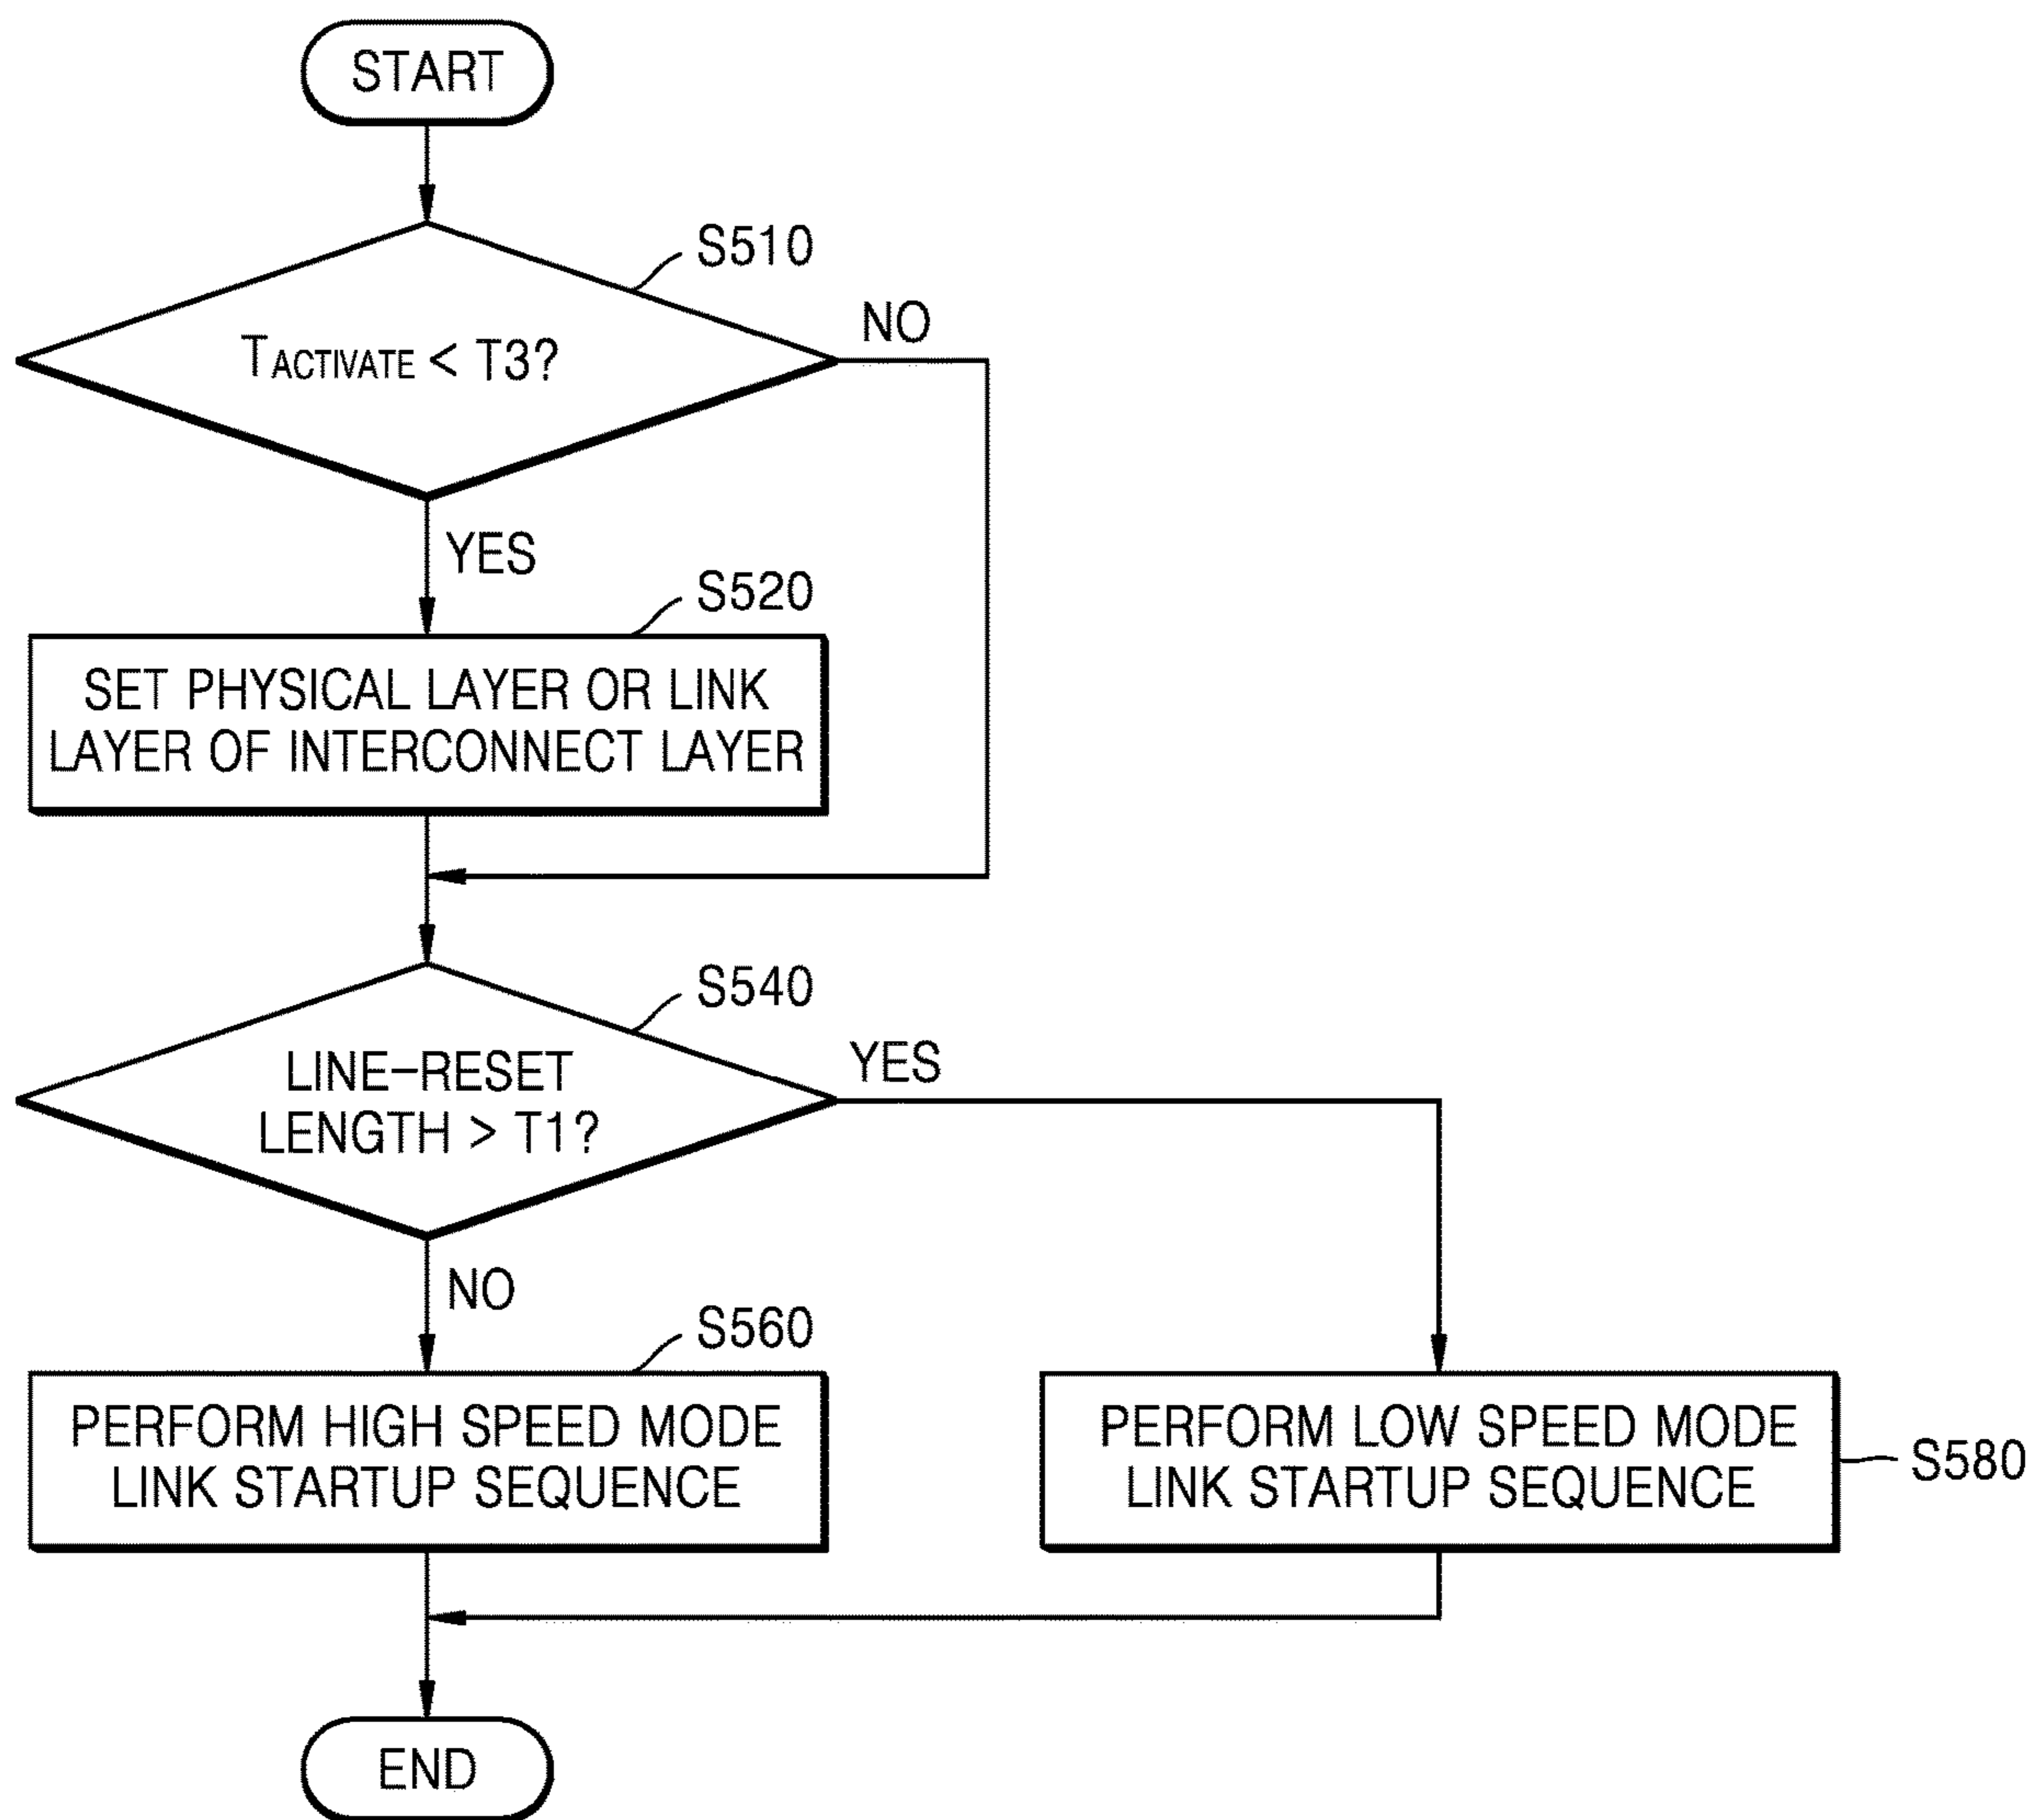 START
S510
TACTIVATE < T3?
NO
YES
S520
SET PHYSICAL LAYER OR LINK
LAYER OF INTERCONNECT LAYER
S540
LINE-RESET
LENGTH > T1?
YES
NO
S560
PERFORM HIGH SPEED MODE
LINK STARTUP SEQUENCE
PERFORM LOW SPEED MODE
LINK STARTUP SEQUENCE
S580
END